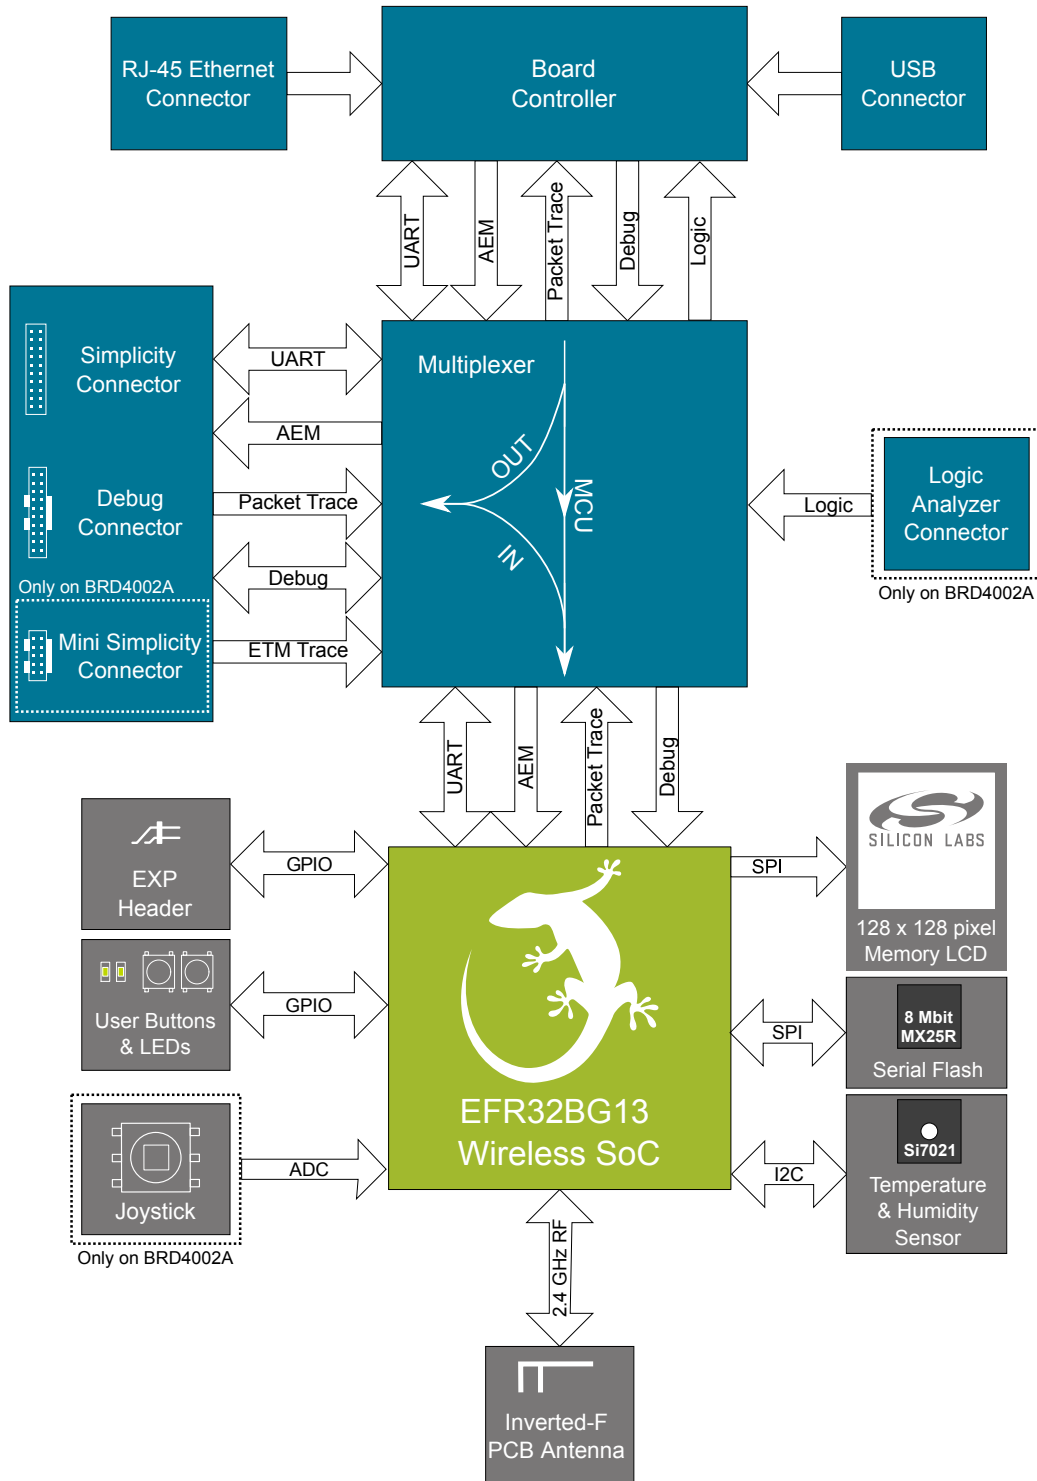 RJ-45 Ethernet
Connector
Board
Controller
USB
Connector
UART
AEM
Packet Trace
Debug
Logic
Simplicity
Connector
Debug
Connector
Only on BRD4002A
Mini Simplicity
Connector
UART
AEM
Packet Trace
Debug
ETM Trace
Multiplexer
OUT
MCU
IN
Logic
Logic
Analyzer
Connector
Only on BRD4002A
UART
AEM
Packet Trace
Debug
EXP
Header
GPIO
User Buttons
& LEDs
GPIO
Joystick
Only on BRD4002A
ADC
EFR32BG13
Wireless SoC
SPI
SILICON LABS
128 x 128 pixel
Memory LCD
SPI
8 Mbit
MX25R
Serial Flash
I2C
Si7021
Temperature
& Humidity
Sensor
2.4 GHz RF
Inverted-F
PCB Antenna